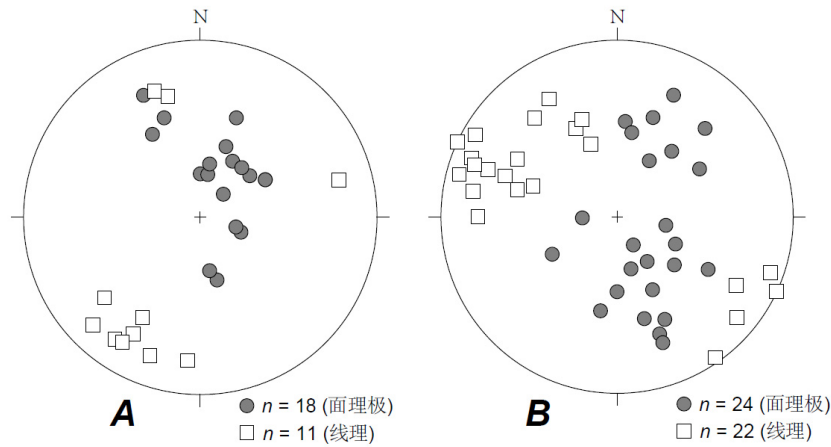 N
N
A
n = 18 (面理极)
n = 11 (线理)
B
n = 24 (面理极)
n = 22 (线理)